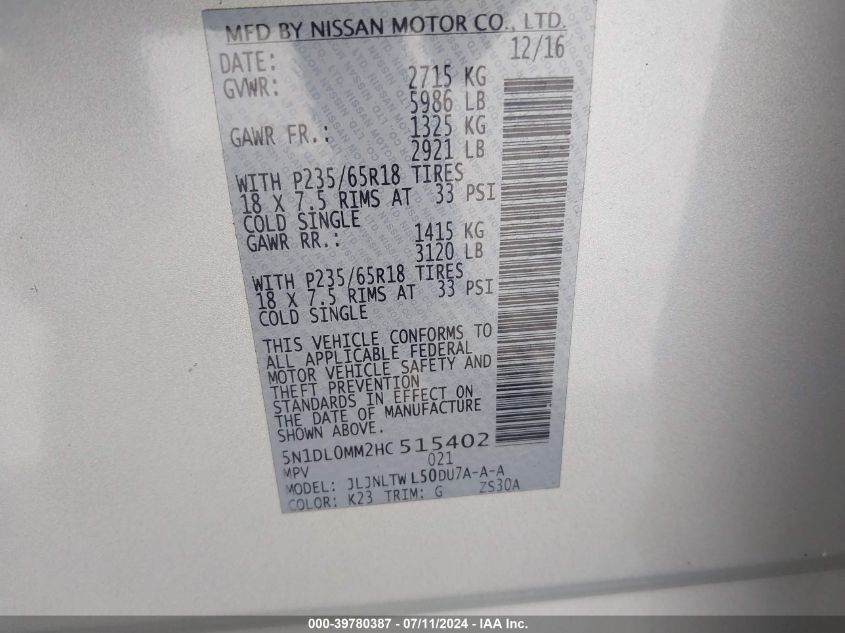 MFD BY NISSAN MOTOR CO., LTD.
DATE: 12/16
GVWR: 2715 KG
5986 LB
GAWR FR.: 1325 KG
2921 LB
WITH P235/65R18 TIRES
18 X 7.5 RIMS AT 33 PSI
COLD SINGLE
GAWR RR.: 1415 KG
3120 LB
WITH P235/65R18 TIRES
18 X 7.5 RIMS AT 33 PSI
COLD SINGLE
THIS VEHICLE CONFORMS TO
ALL APPLICABLE FEDERAL
MOTOR VEHICLE SAFETY AND
THEFT PREVENTION
STANDARDS IN EFFECT ON
THE DATE OF MANUFACTURE
SHOWN ABOVE.
5N1DL0MM2HC515402
MPV 021
MODEL: JLJNLTWL50DU7A-A-A
COLOR: K23 TRIM: G ZS30A
000-39780387 - 07/11/2024 - IAA Inc.